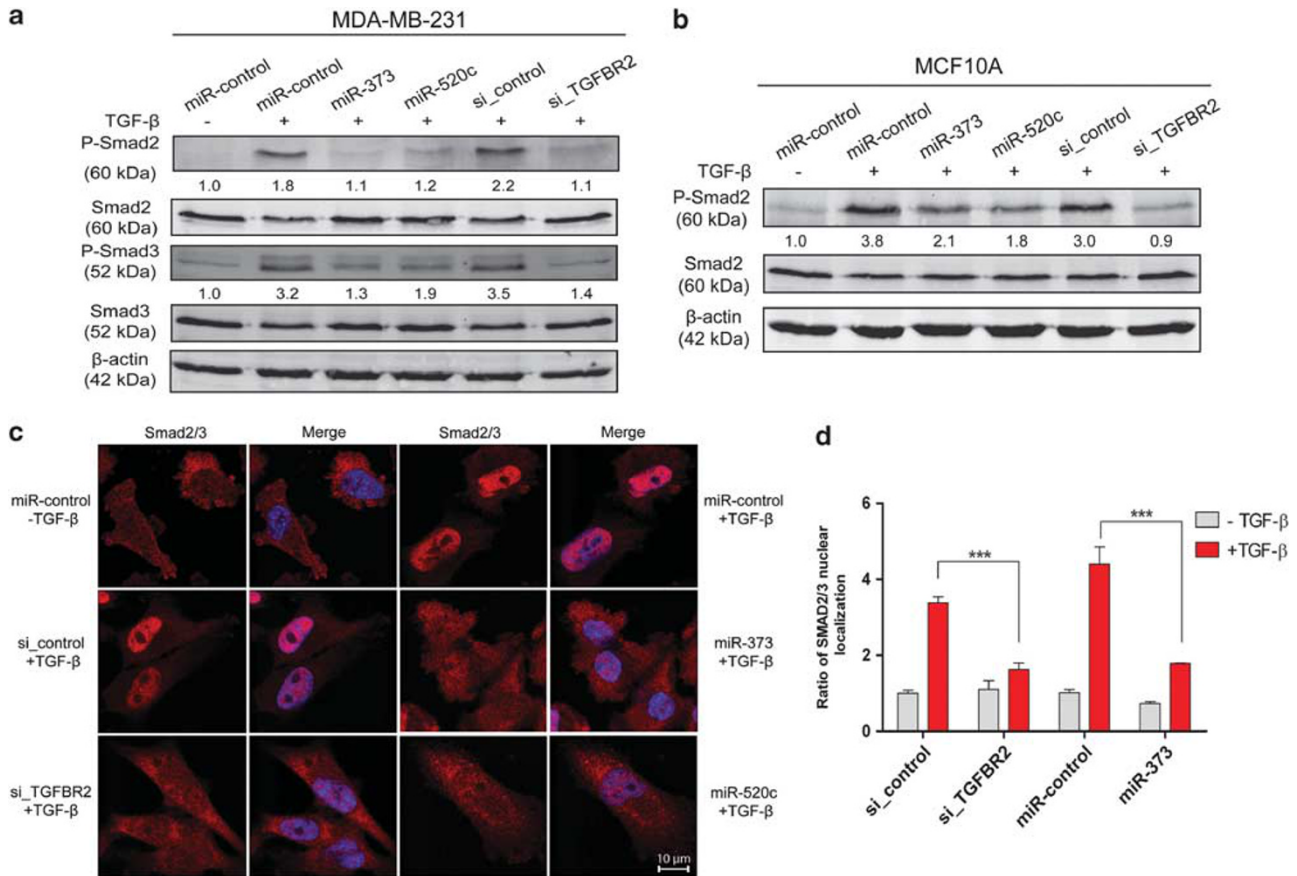 a
MDA-MB-231
miR-control miR-control miR-373 miR-520c si_control si_TGFBR2
TGF-β - + + + + +
P-Smad2
(60 kDa)
1.0 1.8 1.1 1.2 2.2 1.1
Smad2
(60 kDa)
P-Smad3
(52 kDa)
1.0 3.2 1.3 1.9 3.5 1.4
Smad3
(52 kDa)
β-actin
(42 kDa)
b
MCF10A
miR-control miR-control miR-373 miR-520c si_control si_TGFBR2
TGF-β - + + + + +
P-Smad2
(60 kDa)
1.0 3.8 2.1 1.8 3.0 0.9
Smad2
(60 kDa)
β-actin
(42 kDa)
c
Smad2/3 Merge Smad2/3 Merge
miR-control
-TGF-β
miR-control
+TGF-β
si_control
+TGF-β
miR-373
+TGF-β
si_TGFBR2
+TGF-β
miR-520c
+TGF-β
10 µm
d
Ratio of SMAD2/3 nuclear
localization
6
4
2
0
***
***
- TGF-β
+TGF-β
si_control si_TGFBR2 miR-control miR-373